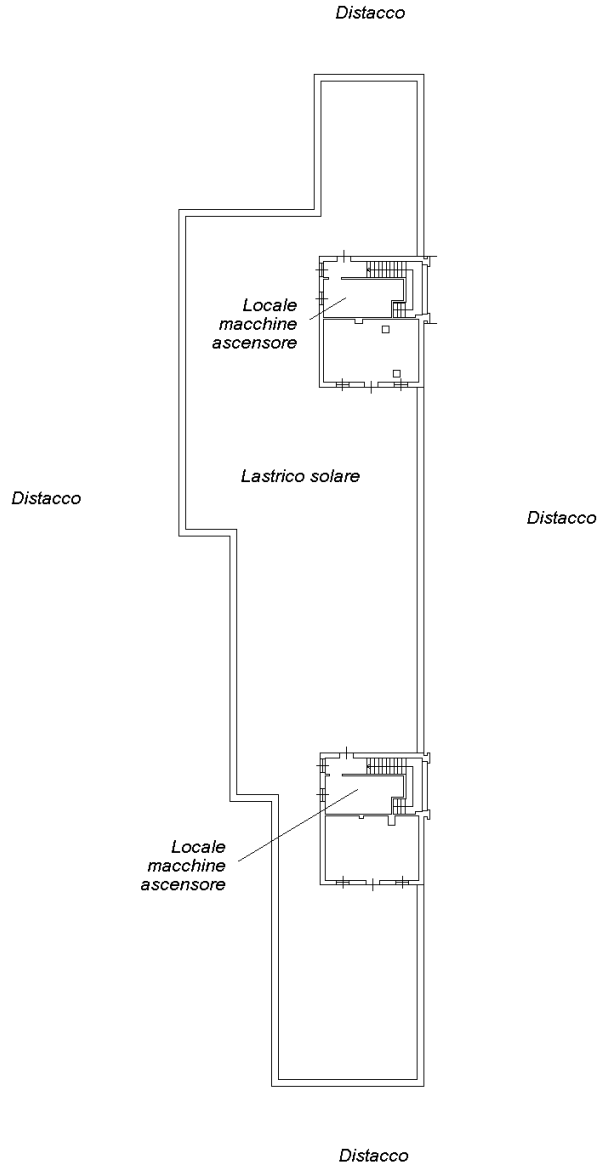 Distacco
Locale
macchine
ascensore
Lastrico solare
Distacco
Distacco
Locale
macchine
ascensore
Distacco